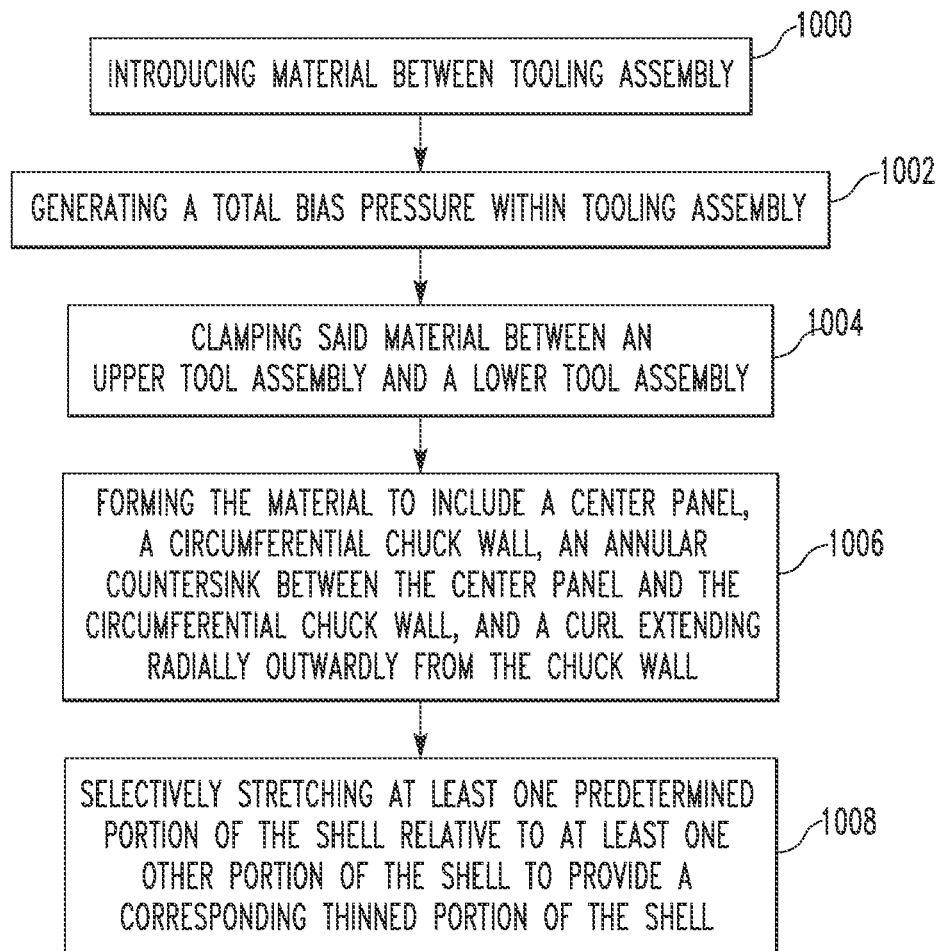 1000
INTRODUCING MATERIAL BETWEEN TOOLING ASSEMBLY
1002
GENERATING A TOTAL BIAS PRESSURE WITHIN TOOLING ASSEMBLY
1004
CLAMPING SAID MATERIAL BETWEEN AN
UPPER TOOL ASSEMBLY AND A LOWER TOOL ASSEMBLY
FORMING THE MATERIAL TO INCLUDE A CENTER PANEL,
A CIRCUMFERENTIAL CHUCK WALL, AN ANNULAR
1006
COUNTERSINK BETWEEN THE CENTER PANEL AND THE
CIRCUMFERENTIAL CHUCK WALL, AND A CURL EXTENDING
RADIALLY OUTWARDLY FROM THE CHUCK WALL
SELECTIVELY STRETCHING AT LEAST ONE PREDETERMINED
PORTION OF THE SHELL RELATIVE TO AT LEAST ONE
1008
OTHER PORTION OF THE SHELL TO PROVIDE A
CORRESPONDING THINNED PORTION OF THE SHELL